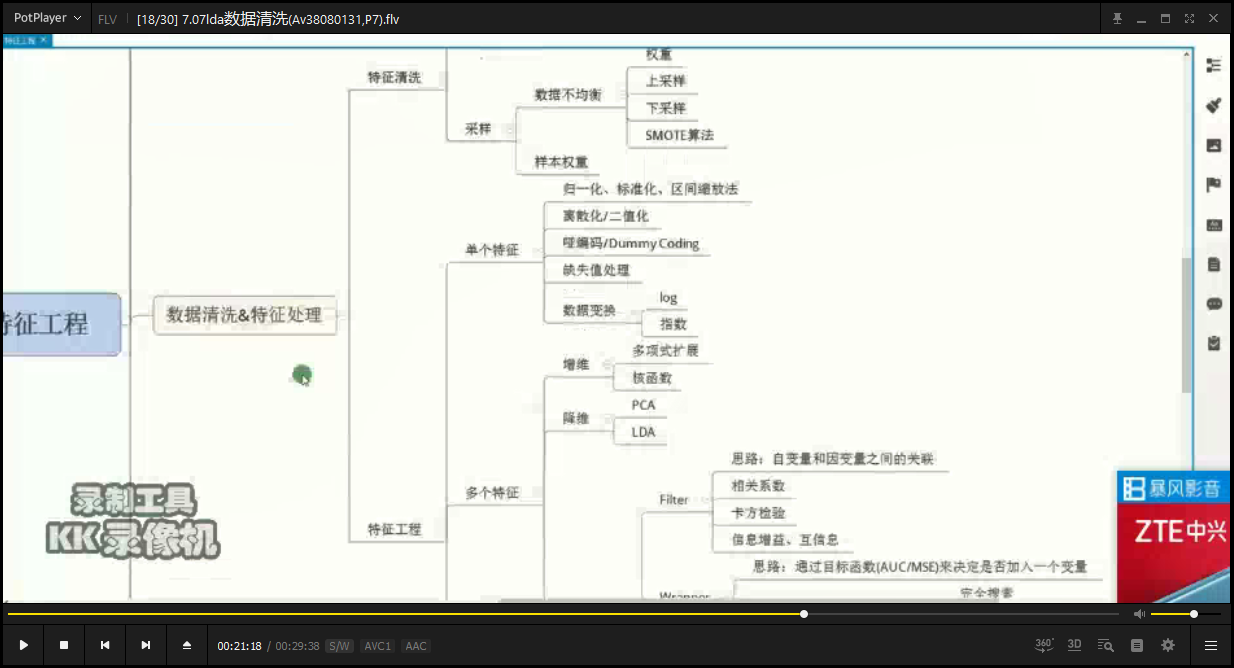 PotPlayer
FLV
[18/30] 7.07lda数据清洗(Av38080131,P7).flv
特征工程
权重
特征清洗
上采样
数据不均衡
下采样
采样
SMOTE算法
样本权重
归一化、标准化、区间缩放法
离散化/二值化
哑编码/Dummy Coding
单个特征
缺失值处理
log
数据变换
指数
特征工程
数据清洗&特征处理
多项式扩展
增维
核函数
PCA
降维
LDA
思路：自变量和因变量之间的关联
相关系数
多个特征
Filter
卡方检验
特征工程
信息增益、互信息
思路：通过目标函数(AUC/MSE)来决定是否加入一个变量
Wrapper
完全搜索
录制工具
KK录像机
暴风影音
ZTE中兴
00:21:18 / 00:29:38 S/W AVC1 AAC
360° 3D